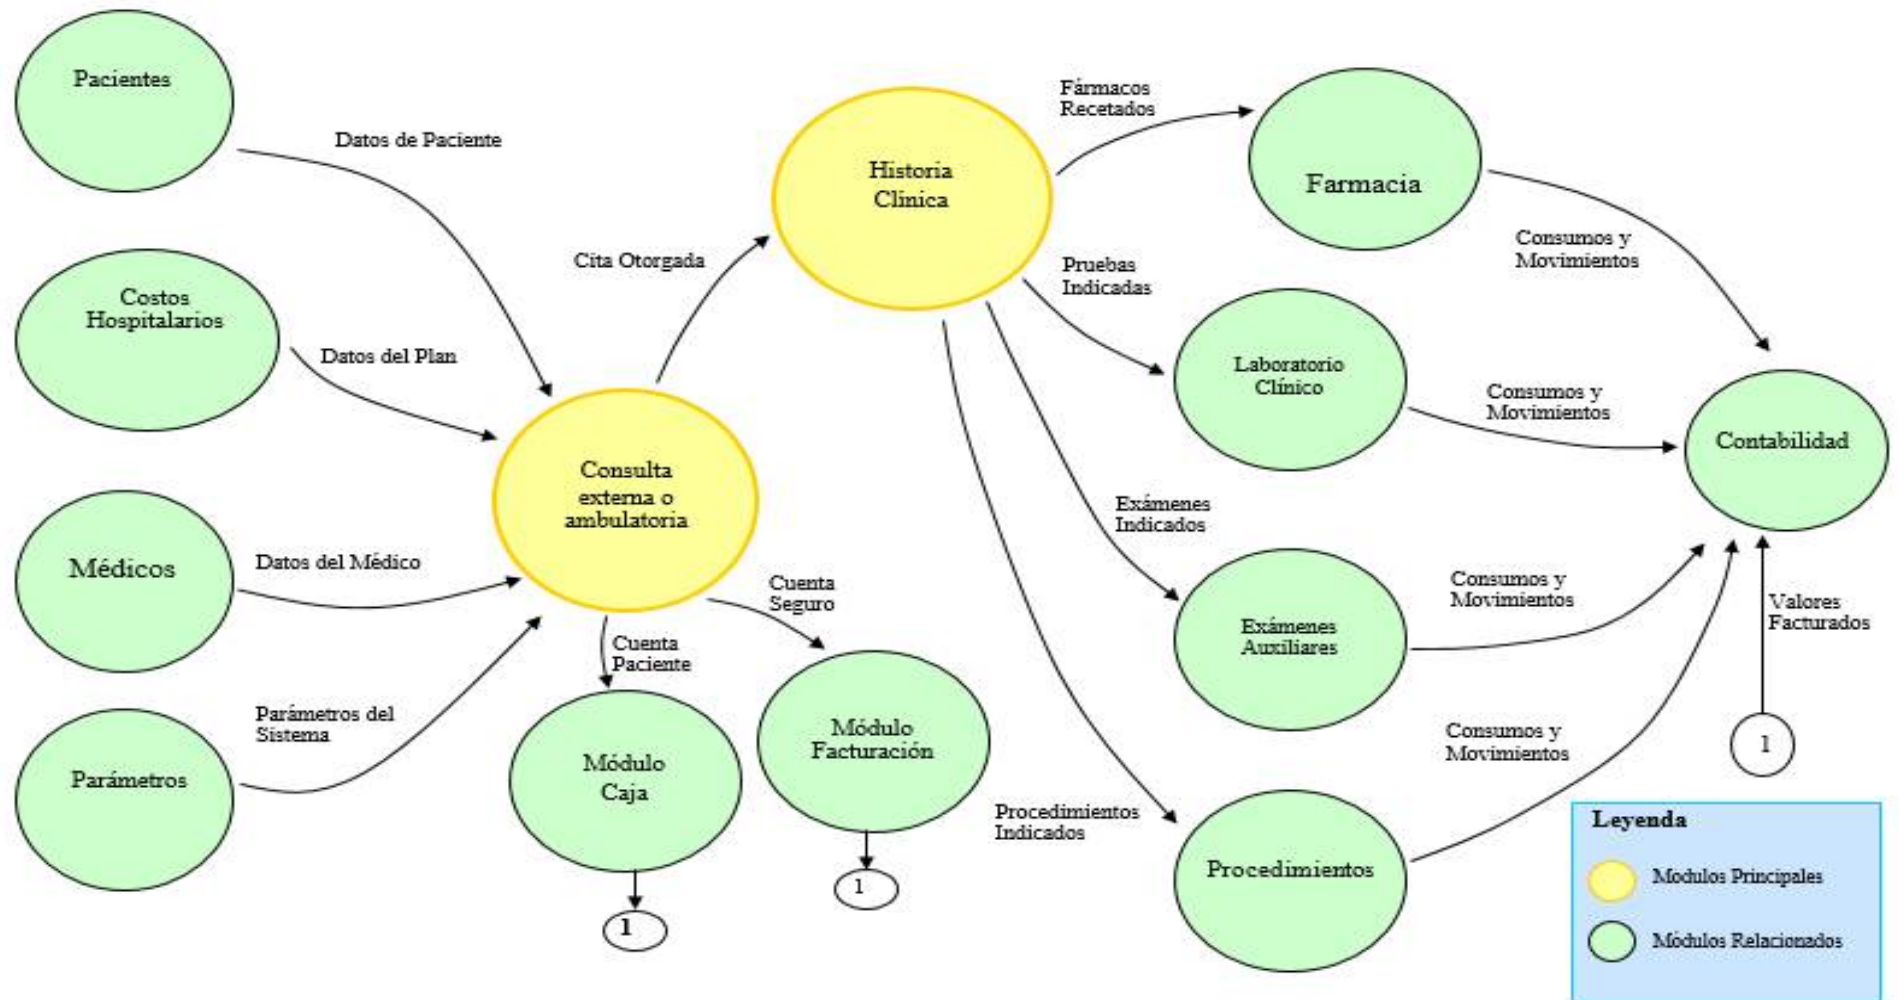 Pacientes
Datos de Paciente
Costos
Hospitalarios
Datos del Plan
Médicos
Datos del Médico
Parámetros
Parámetros del
Sistema
Consulta
externa o
ambulatoria
Cita Otorgada
Cuenta
Paciente
Cuenta
Seguro
Módulo
Caja
1
Módulo
Facturación
1
Historia
Clínica
Fármacos
Recetados
Pruebas
Indicadas
Exámenes
Indicados
Procedimientos
Indicados
Farmacia
Consumos y
Movimientos
Laboratorio
Clínico
Consumos y
Movimientos
Exámenes
Auxiliares
Consumos y
Movimientos
Procedimientos
Consumos y
Movimientos
Contabilidad
Valores
Facturados
1
Leyenda
Modulos Principales
Módulos Relacionados